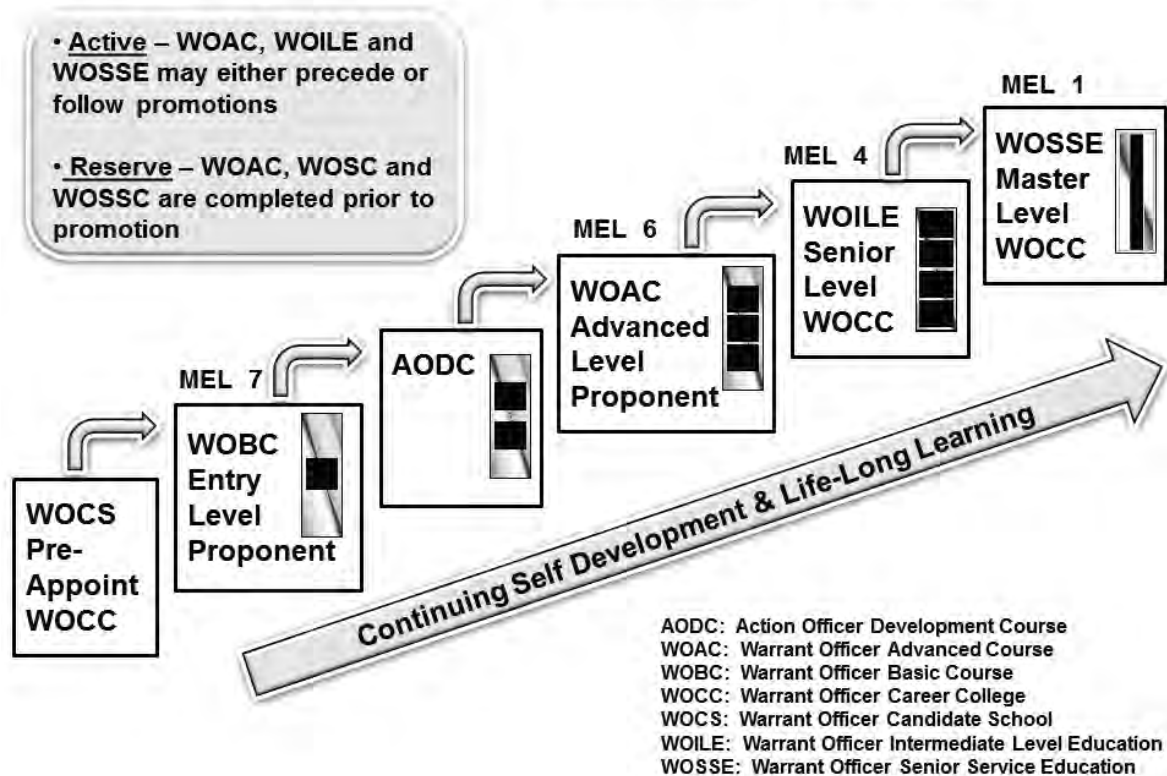 • Active – WOAC, WOILE and
WOSSE may either precede or
follow promotions
• Reserve – WOAC, WOSC and
WOSSC are completed prior to
promotion
WOCS
Pre-
Appoint
WOCC
MEL 7
WOBC
Entry
Level
Proponent
AODC
MEL 6
WOAC
Advanced
Level
Proponent
MEL 4
WOILE
Senior
Level
WOCC
MEL 1
WOSSE
Master
Level
WOCC
Continuing Self Development & Life-Long Learning
AODC: Action Officer Development Course
WOAC: Warrant Officer Advanced Course
WOBC: Warrant Officer Basic Course
WOCC: Warrant Officer Career College
WOCS: Warrant Officer Candidate School
WOILE: Warrant Officer Intermediate Level Education
WOSSE: Warrant Officer Senior Service Education